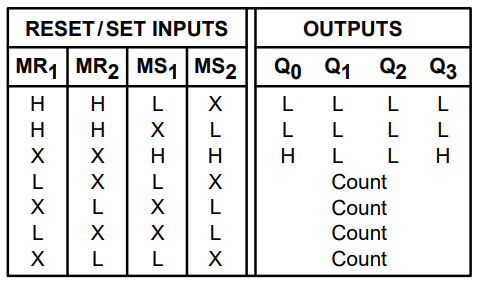 RESET/SET INPUTS OUTPUTS
MR1 MR2 MS1 MS2 Q0 Q1 Q2 Q3
H H L X L L L L
H H X L L L L L
X X H H H L L H
L X L X Count
X L X L Count
L X X L Count
X L L X Count